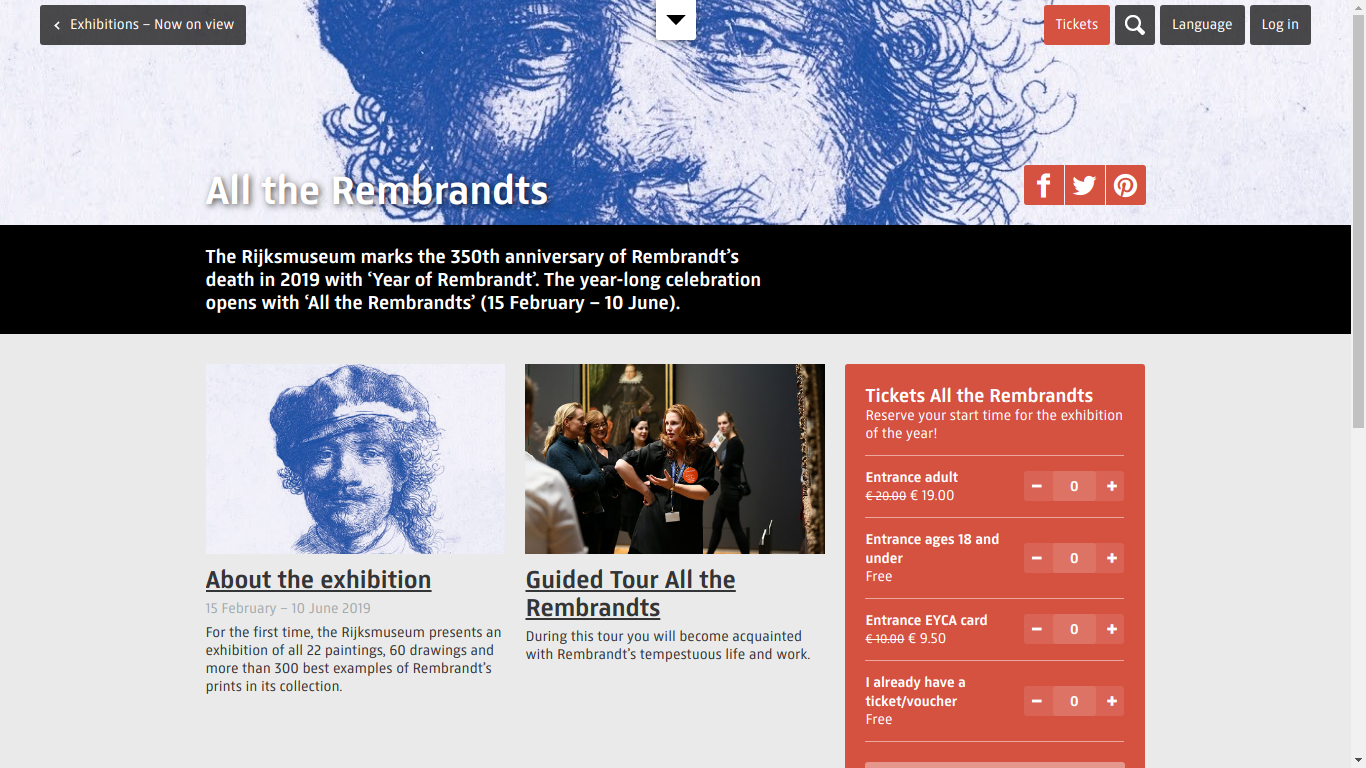 Exhibitions – Now on view
Tickets
Language
Log in
All the Rembrandts
The Rijksmuseum marks the 350th anniversary of Rembrandt’s
death in 2019 with ‘Year of Rembrandt’. The year-long celebration
opens with ‘All the Rembrandts’ (15 February – 10 June).
About the exhibition
15 February – 10 June 2019
For the first time, the Rijksmuseum presents an
exhibition of all 22 paintings, 60 drawings and
more than 300 best examples of Rembrandt’s
prints in its collection.
Guided Tour All the
Rembrandts
During this tour you will become acquainted
with Rembrandt’s tempestuous life and work.
Tickets All the Rembrandts
Reserve your start time for the exhibition
of the year!
Entrance adult
€ 20.00 € 19.00
0
Entrance ages 18 and
under
Free
0
Entrance EYCA card
€ 10.00 € 9.50
0
I already have a
ticket/voucher
Free
0